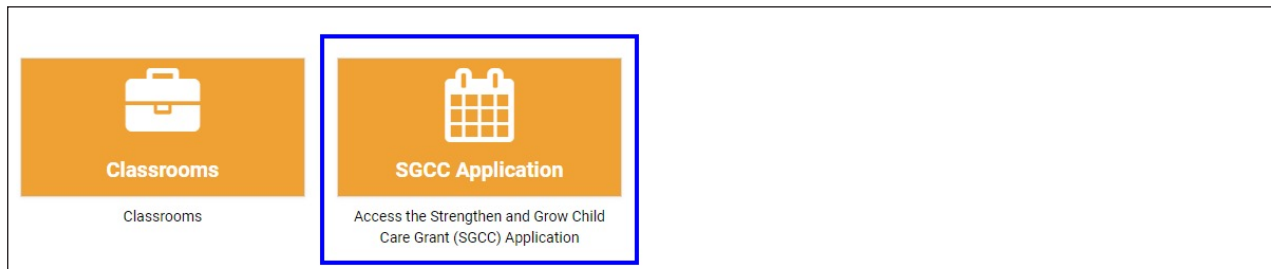 Classrooms
Classrooms
SGCC Application
Access the Strengthen and Grow Child
Care Grant (SGCC) Application